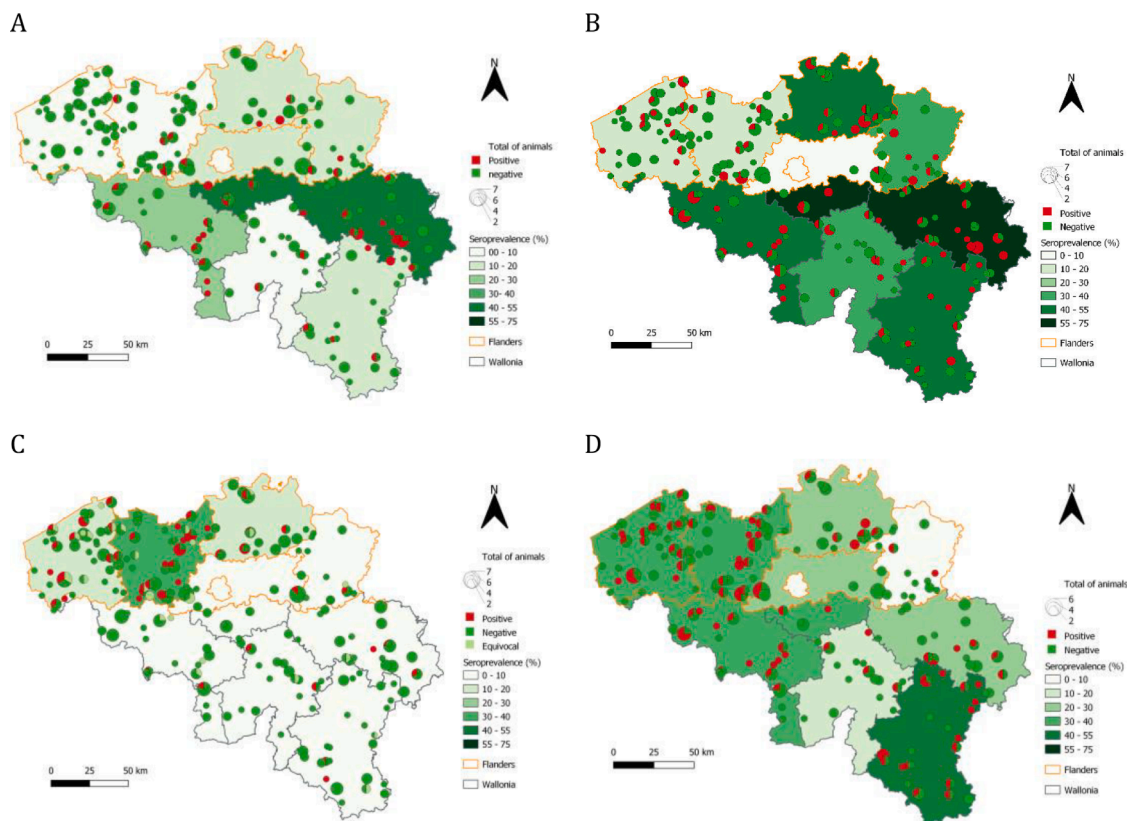 A
N
Total of animals
Positive
negative
7
6
4
2
Seroprevalence (%)
00 - 10
10 - 20
20 - 30
30- 40
40 - 55
55 - 75
Flanders
Wallonia
0 25 50 km
B
N
Total of animals
7
6
4
2
Positive
Negative
Seroprevalence (%)
0 - 10
10 - 20
20 - 30
30 - 40
40 - 55
55 - 75
Flanders
Wallonia
0 25 50 km
C
N
Total of animals
7
6
4
2
Positive
Negative
Equivocal
Seroprevalence (%)
0 - 10
10 - 20
20 - 30
30 - 40
40 - 55
55 - 75
Flanders
Wallonia
0 25 50 km
D
N
Total of animals
6
4
2
Positive
Negative
Seroprevalence (%)
0 - 10
10 - 20
20 - 30
30 - 40
40 - 55
55 - 75
Flanders
Wallonia
0 25 50 km